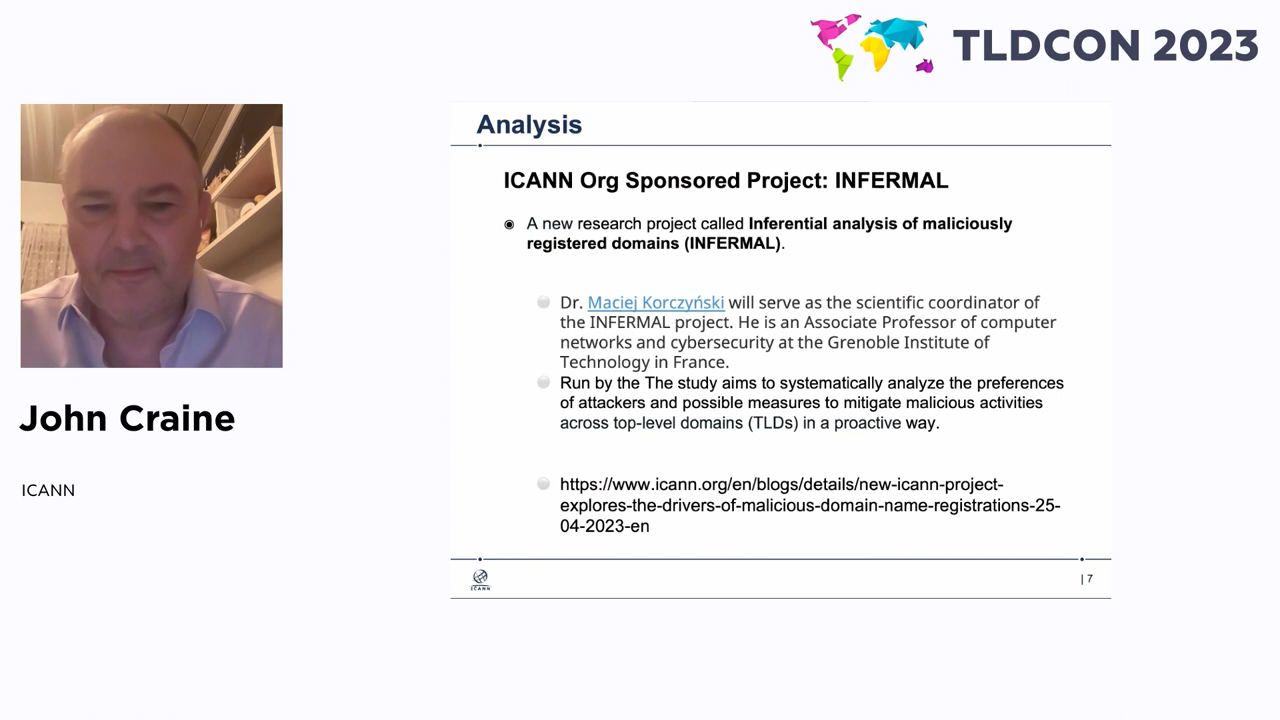 TLDCON 2023
John Craine
ICANN
Analysis
ICANN Org Sponsored Project: INFERMAL
A new research project called Inferential analysis of maliciously
registered domains (INFERMAL).
Dr. Maciej Korczyński will serve as the scientific coordinator of
the INFERMAL project. He is an Associate Professor of computer
networks and cybersecurity at the Grenoble Institute of
Technology in France.
Run by the The study aims to systematically analyze the preferences
of attackers and possible measures to mitigate malicious activities
across top-level domains (TLDs) in a proactive way.
https://www.icann.org/en/blogs/details/new-icann-project-
explores-the-drivers-of-malicious-domain-name-registrations-25-
04-2023-en
ICANN
| 7